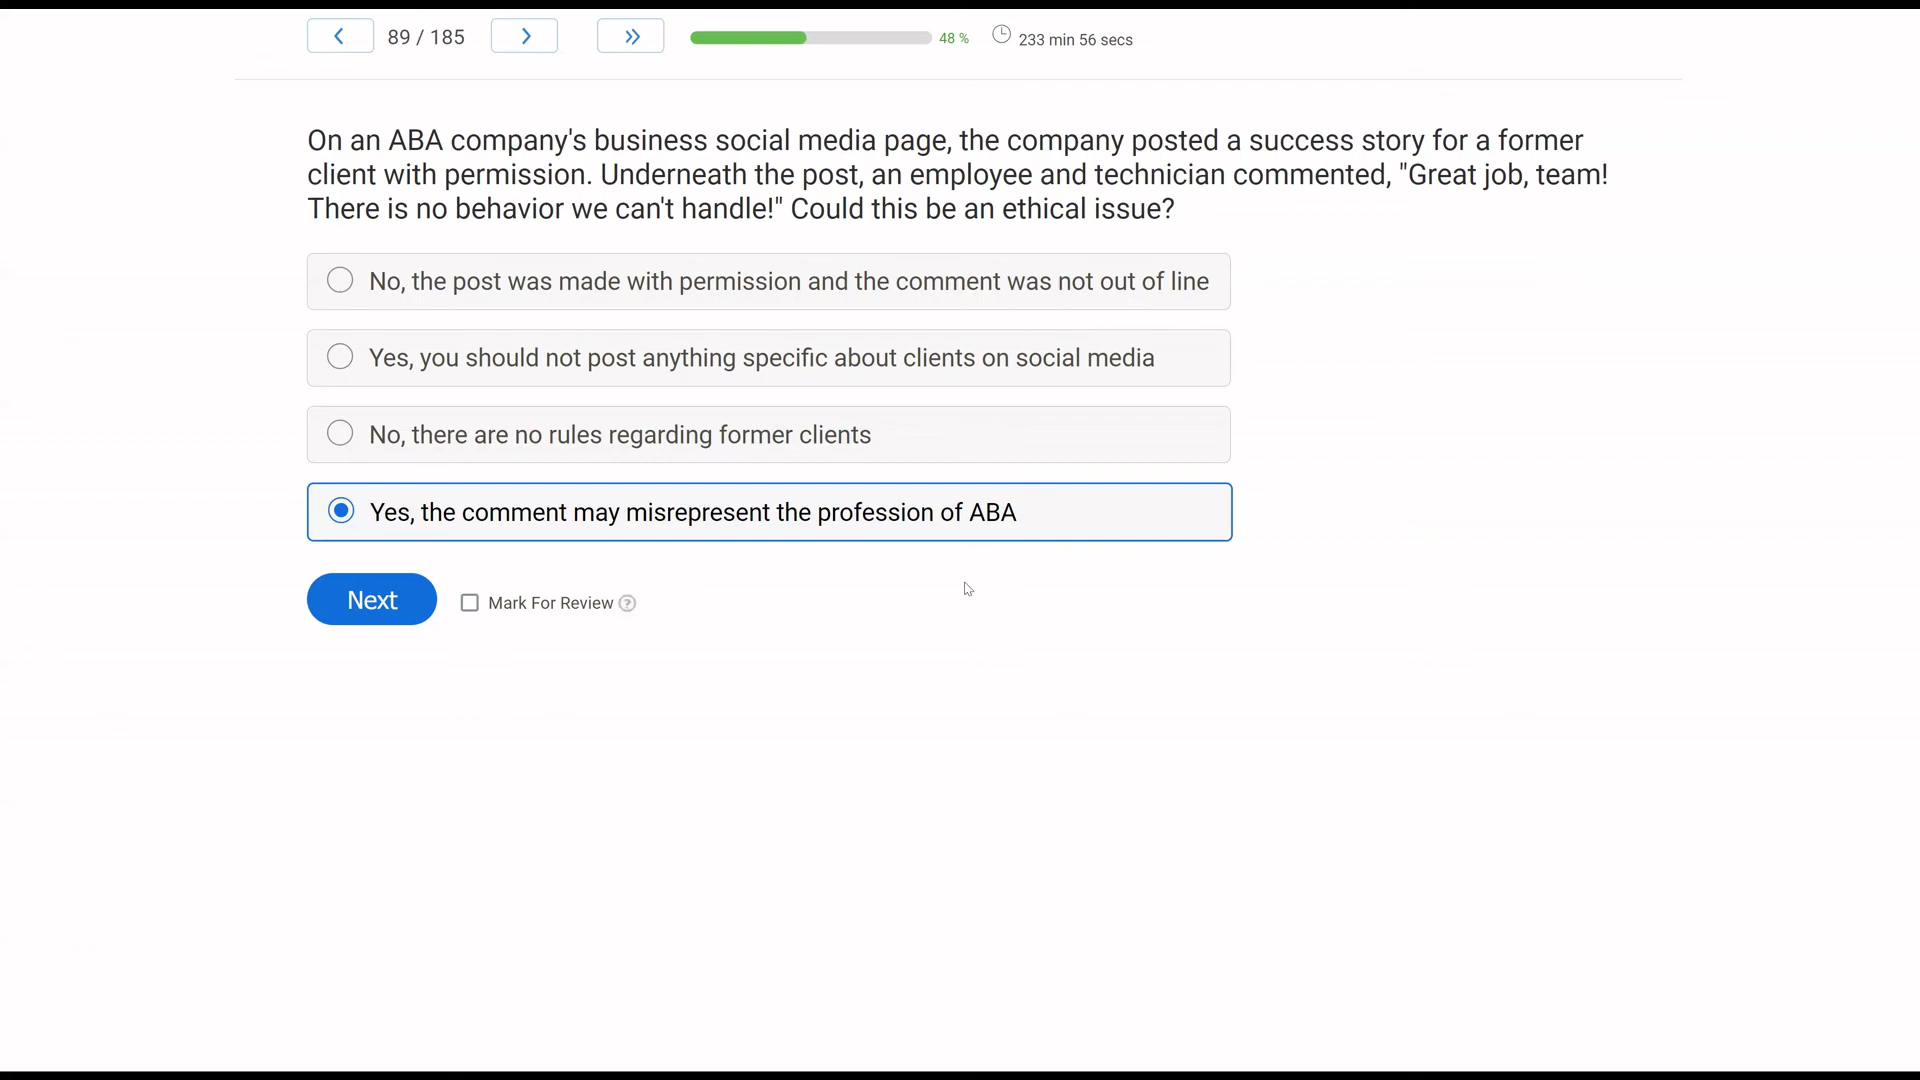 89 / 185
48 %
233 min 56 secs
On an ABA company's business social media page, the company posted a success story for a former
client with permission. Underneath the post, an employee and technician commented, "Great job, team!
There is no behavior we can't handle!" Could this be an ethical issue?
No, the post was made with permission and the comment was not out of line
Yes, you should not post anything specific about clients on social media
No, there are no rules regarding former clients
Yes, the comment may misrepresent the profession of ABA
Next
Mark For Review ?